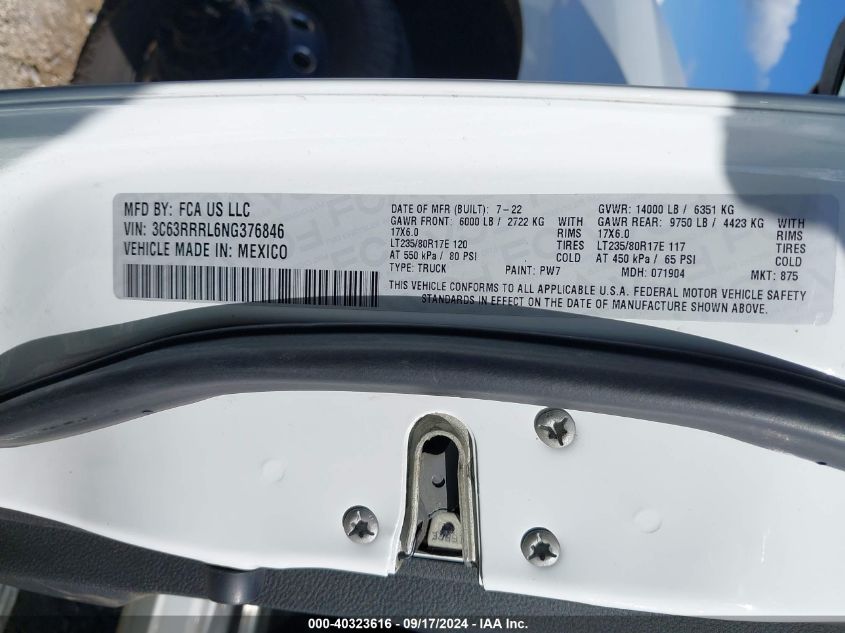 MFD BY: FCA US LLC
VIN: 3C63RRRL6NG376846
VEHICLE MADE IN: MEXICO
DATE OF MFR (BUILT): 7-22 GVWR: 14000 LB / 6351 KG
GAWR FRONT: 6000 LB / 2722 KG WITH GAWR REAR: 9750 LB / 4423 KG WITH
17X6.0 RIMS 17X6.0 RIMS
LT235/80R17E 120 TIRES LT235/80R17E 117 TIRES
AT 550 kPa / 80 PSI COLD AT 450 kPa / 65 PSI COLD
TYPE: TRUCK PAINT: PW7 MDH: 071904 MKT: 875
THIS VEHICLE CONFORMS TO ALL APPLICABLE U.S.A. FEDERAL MOTOR VEHICLE SAFETY
STANDARDS IN EFFECT ON THE DATE OF MANUFACTURE SHOWN ABOVE.
000-40323616 - 09/17/2024 - IAA Inc.